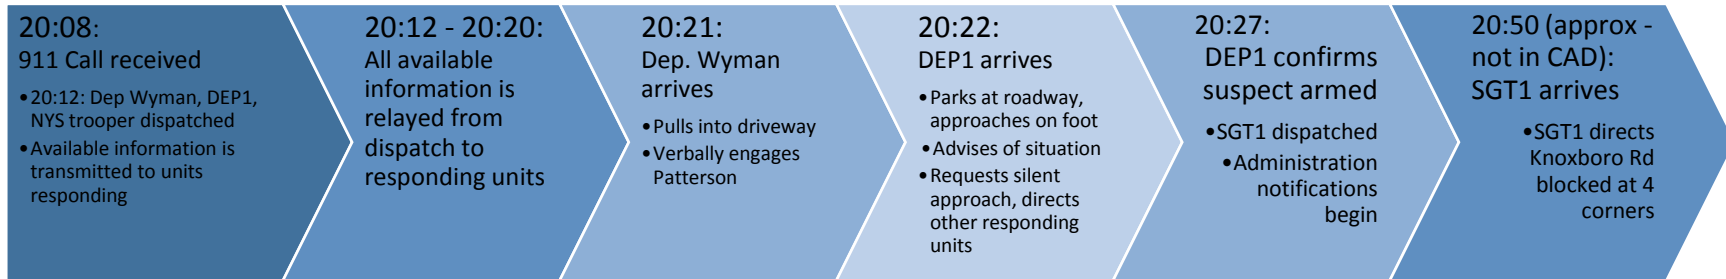 20:08:
911 Call received
•20:12: Dep Wyman, DEP1,
NYS trooper dispatched
•Available information is
transmitted to units
responding
20:12 - 20:20:
All available
information is
relayed from
dispatch to
responding units
20:21:
Dep. Wyman
arrives
•Pulls into driveway
•Verbally engages
Patterson
20:22:
DEP1 arrives
•Parks at roadway,
approaches on foot
•Advises of situation
•Requests silent
approach, directs
other responding
units
20:27:
DEP1 confirms
suspect armed
•SGT1 dispatched
•Administration
notifications
begin
20:50 (approx -
not in CAD):
SGT1 arrives
•SGT1 directs
Knoxboro Rd
blocked at 4
corners